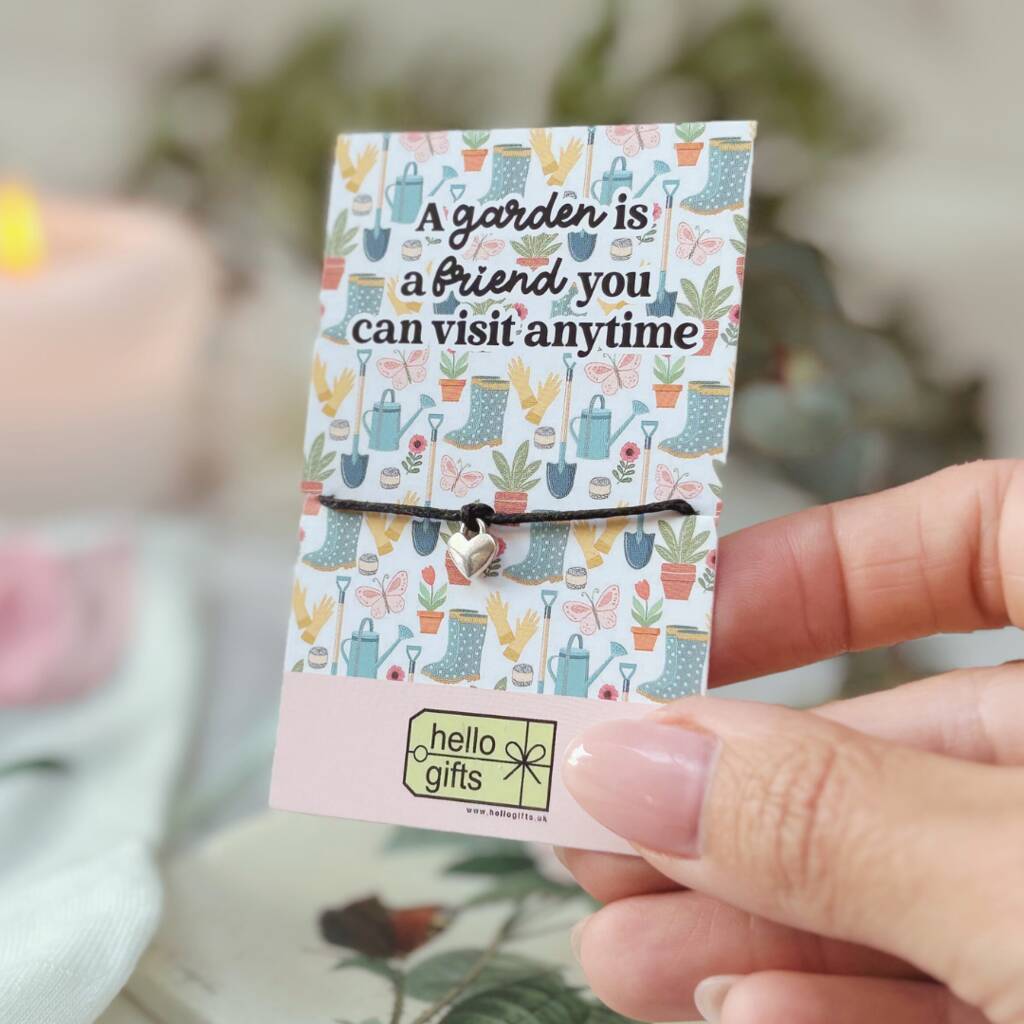 A garden is
a friend you
can visit anytime
hello
gifts
www.hellogifts.uk